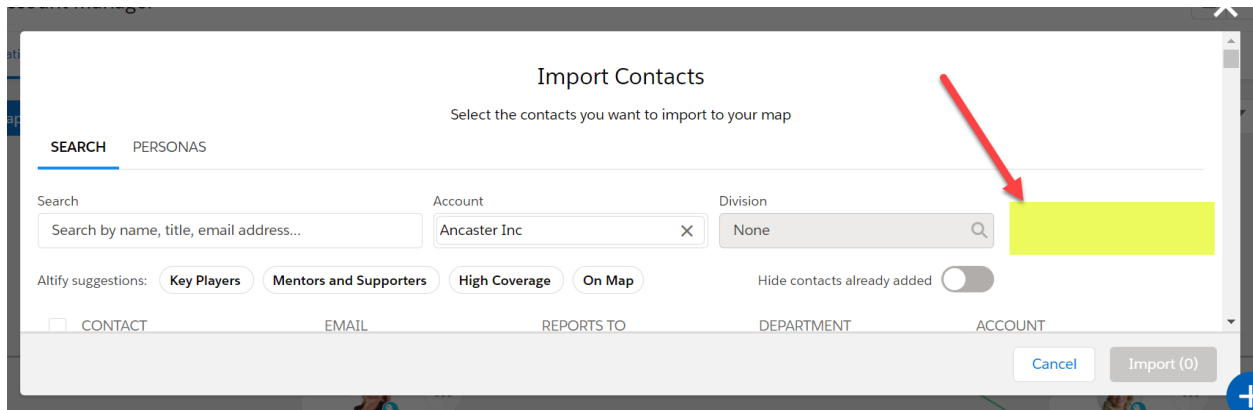 Import Contacts
Select the contacts you want to import to your map
SEARCH PERSONAS
Search Account Division
Search by name, title, email address... Ancaster Inc None
Altify suggestions: Key Players Mentors and Supporters High Coverage On Map Hide contacts already added
CONTACT EMAIL REPORTS TO DEPARTMENT ACCOUNT
Cancel Import (0)